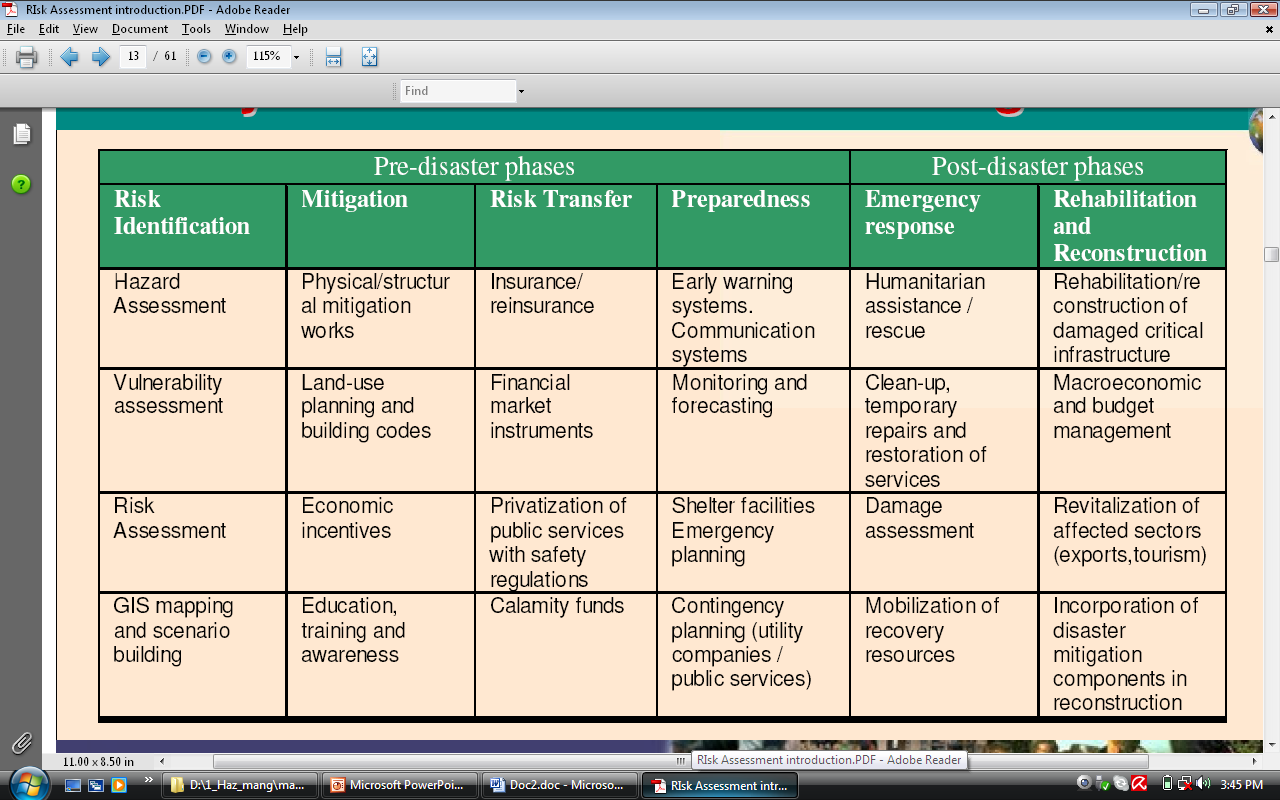 RIsk Assessment introduction.PDF - Adobe Reader
File Edit View Document Tools Window Help
13 / 61 115%
Find
Pre-disaster phases Post-disaster phases
Risk Identification
Mitigation
Risk Transfer
Preparedness
Emergency
response
Rehabilitation
and
Reconstruction
Hazard
Assessment
Physical/structur
al mitigation
works
Insurance/
reinsurance
Early warning
systems.
Communication
systems
Humanitarian
assistance /
rescue
Rehabilitation/re
construction of
damaged critical
infrastructure
Vulnerability
assessment
Land-use
planning and
building codes
Financial
market
instruments
Monitoring and
forecasting
Clean-up,
temporary
repairs and
restoration of
services
Macroeconomic
and budget
management
Risk
Assessment
Economic
incentives
Privatization of
public services
with safety
regulations
Shelter facilities
Emergency
planning
Damage
assessment
Revitalization of
affected sectors
(exports,tourism)
GIS mapping
and scenario
building
Education,
training and
awareness
Calamity funds
Contingency
planning (utility
companies /
public services)
Mobilization of
recovery
resources
Incorporation of
disaster
mitigation
components in
reconstruction
11.00 x 8.50 in
RIsk Assessment introduction.PDF - Adobe Reader
D:\1_Haz_mang\ma... Microsoft PowerPoi... Doc2.doc - Microso... RIsk Assessment intr... 3:45 PM